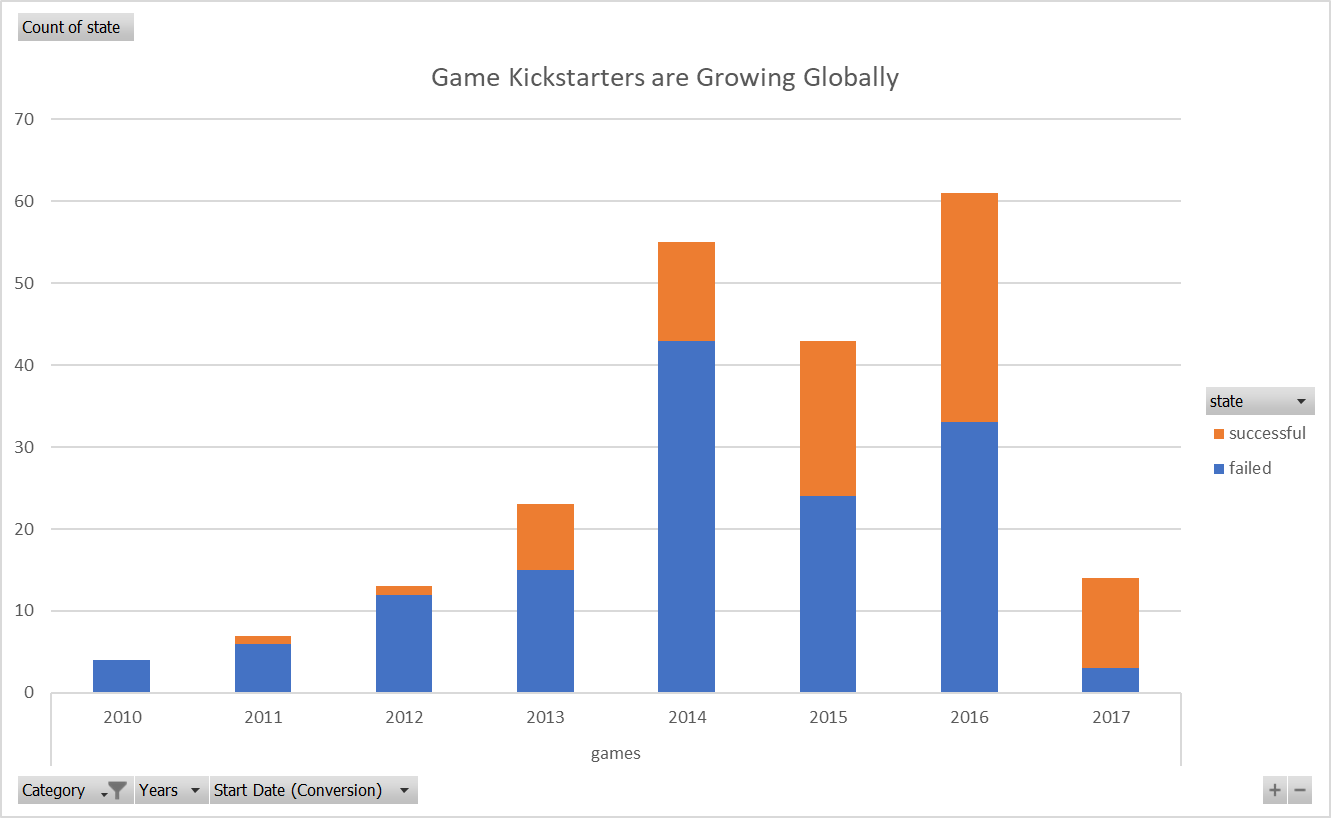 Count of state
Game Kickstarters are Growing Globally
70
60
50
40
30
20
10
0
state
successful
failed
2010 2011 2012 2013 2014 2015 2016 2017
games
Category Years Start Date (Conversion)
+ −